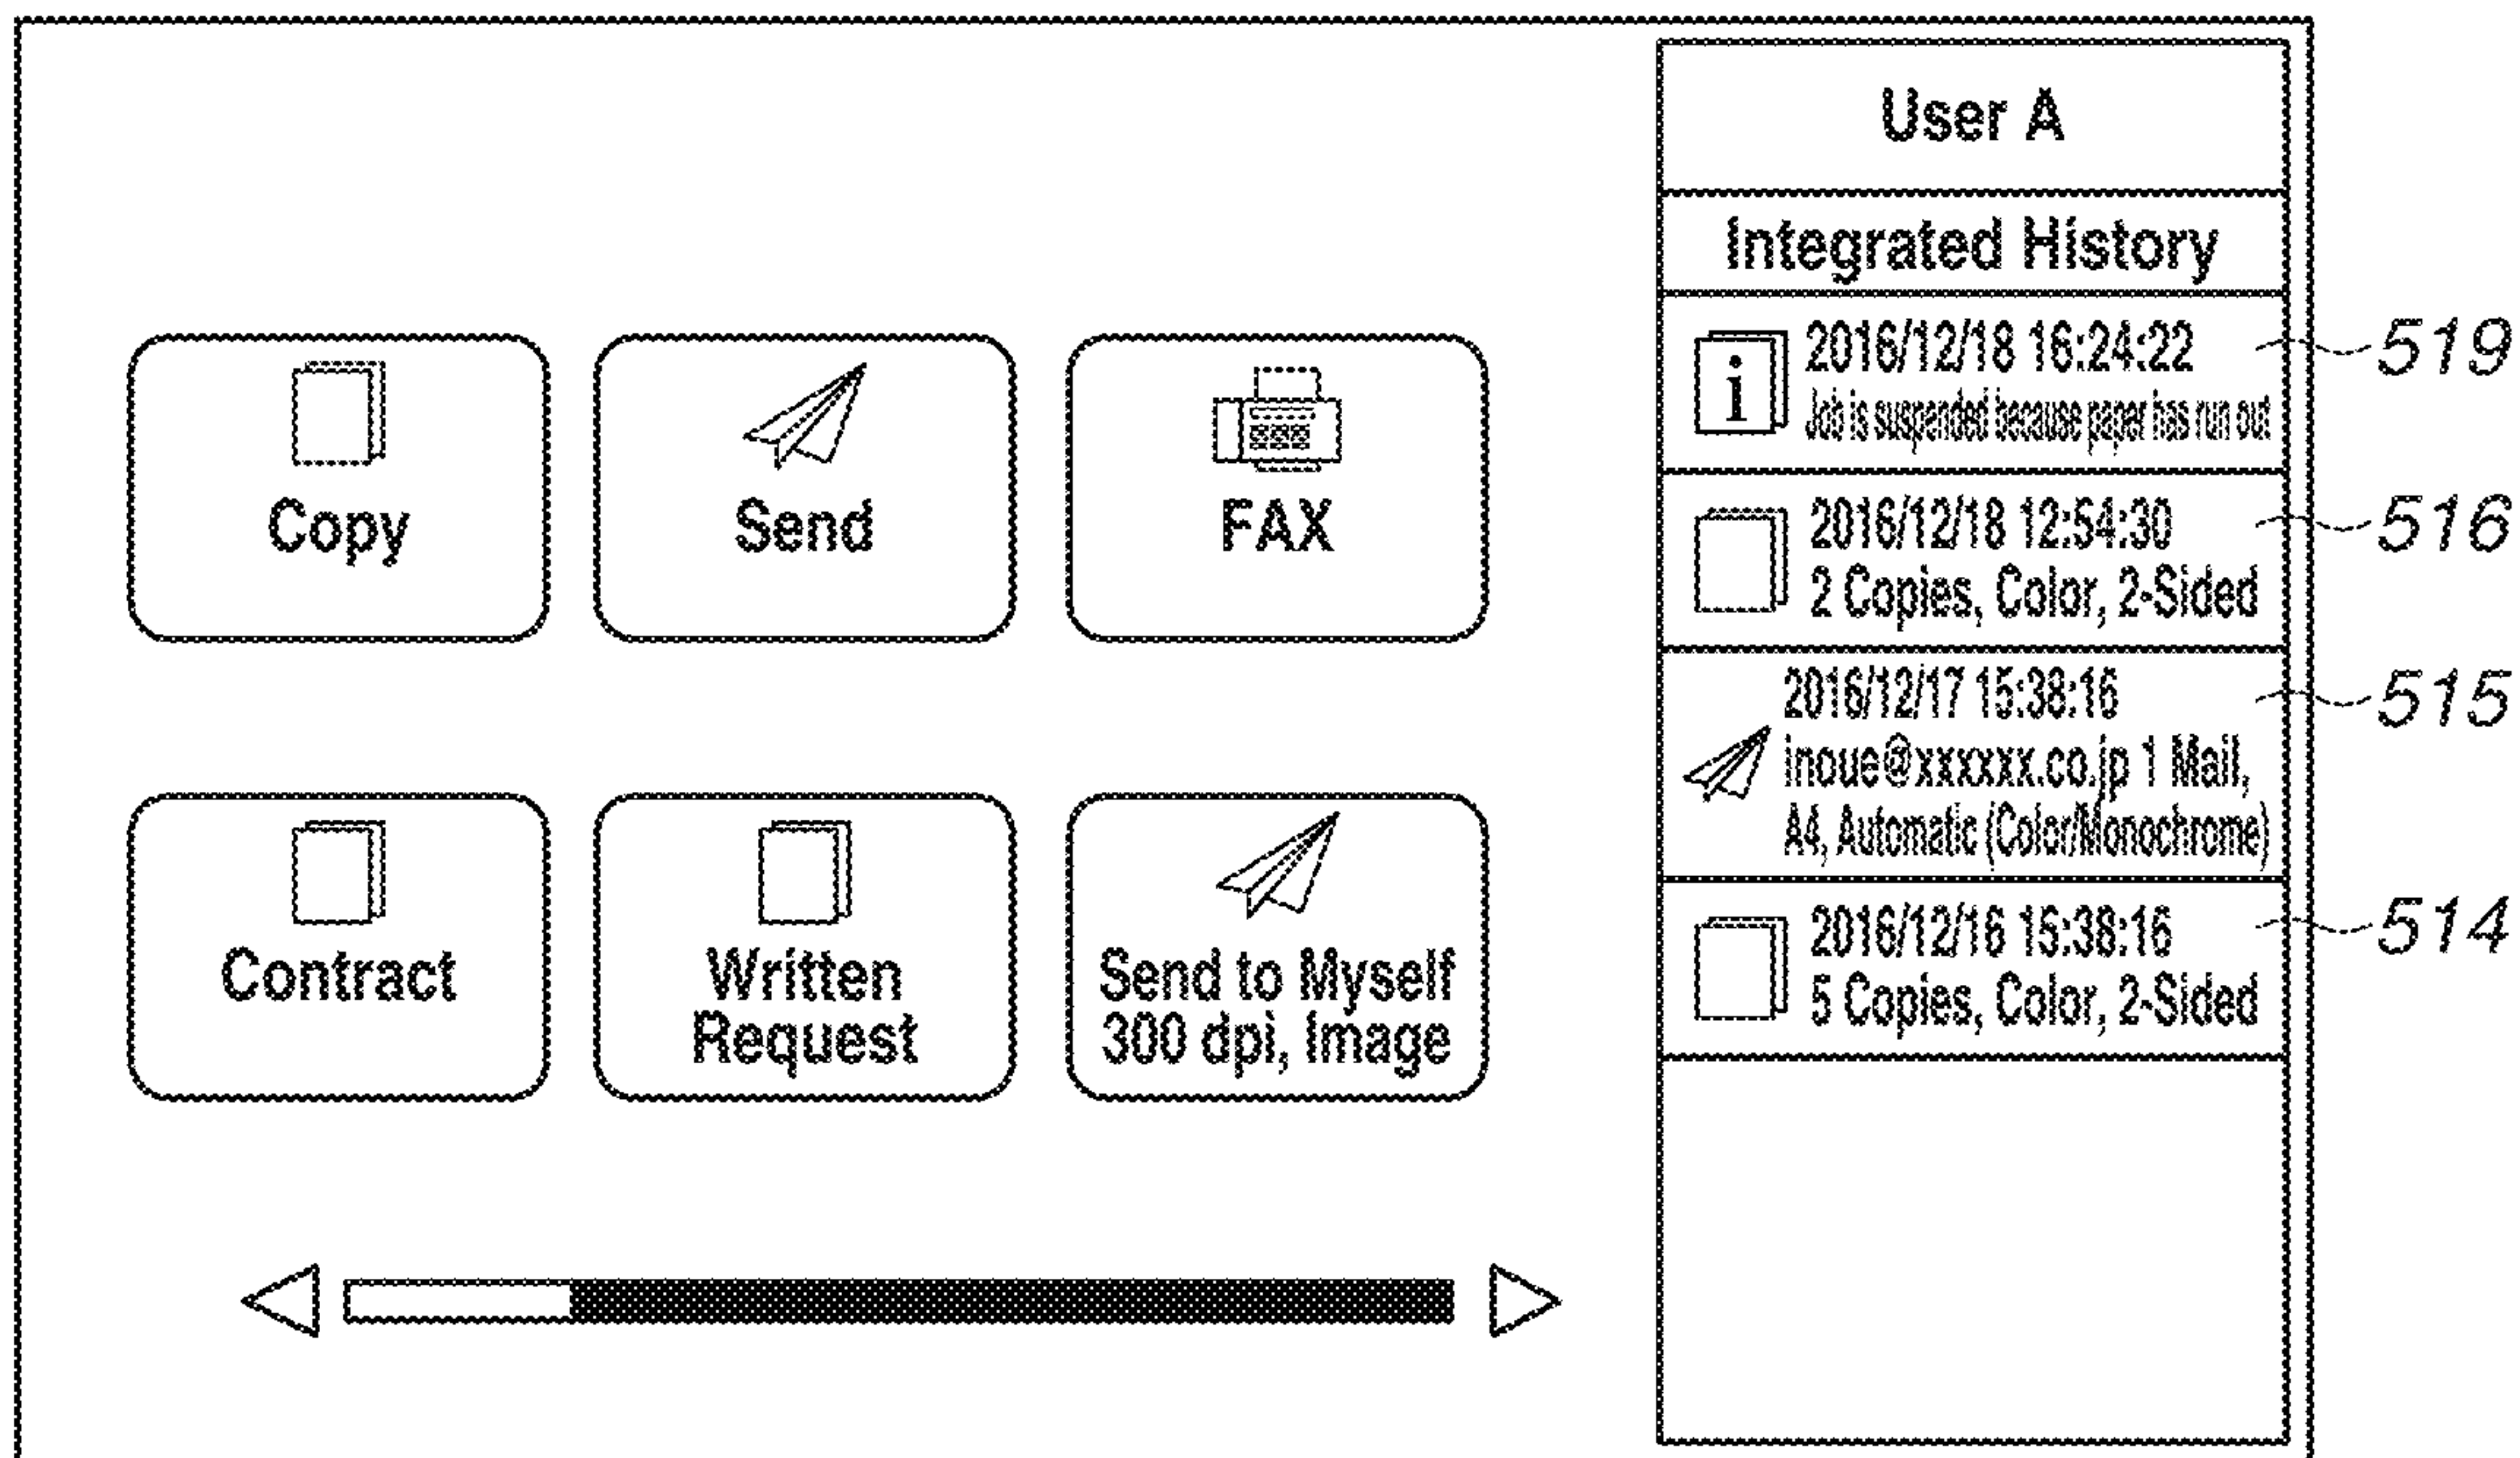 User A
Integrated History
2016/12/18 16:24:22
519
i
Job is suspended because paper has run out
2016/12/18 12:54:30
516
2 Copies, Color, 2-Sided
2016/12/17 15:38:16
515
inoue@xxxxxx.co.jp 1 Mail,
A4, Automatic (Color/Monochrome)
2016/12/16 15:38:16
514
5 Copies, Color, 2-Sided
Copy
Send
FAX
Contract
Written
Request
Send to Myself
300 dpi, Image